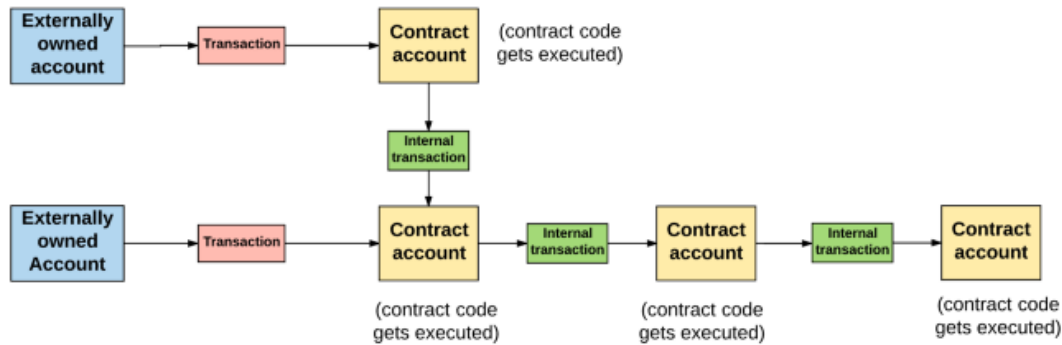 Externally
owned
account
Transaction
Contract
account
(contract code
gets executed)
Internal
transaction
Externally
owned
Account
Transaction
Contract
account
Internal
transaction
Contract
account
Internal
transaction
Contract
account
(contract code
gets executed)
(contract code
gets executed)
(contract code
gets executed)